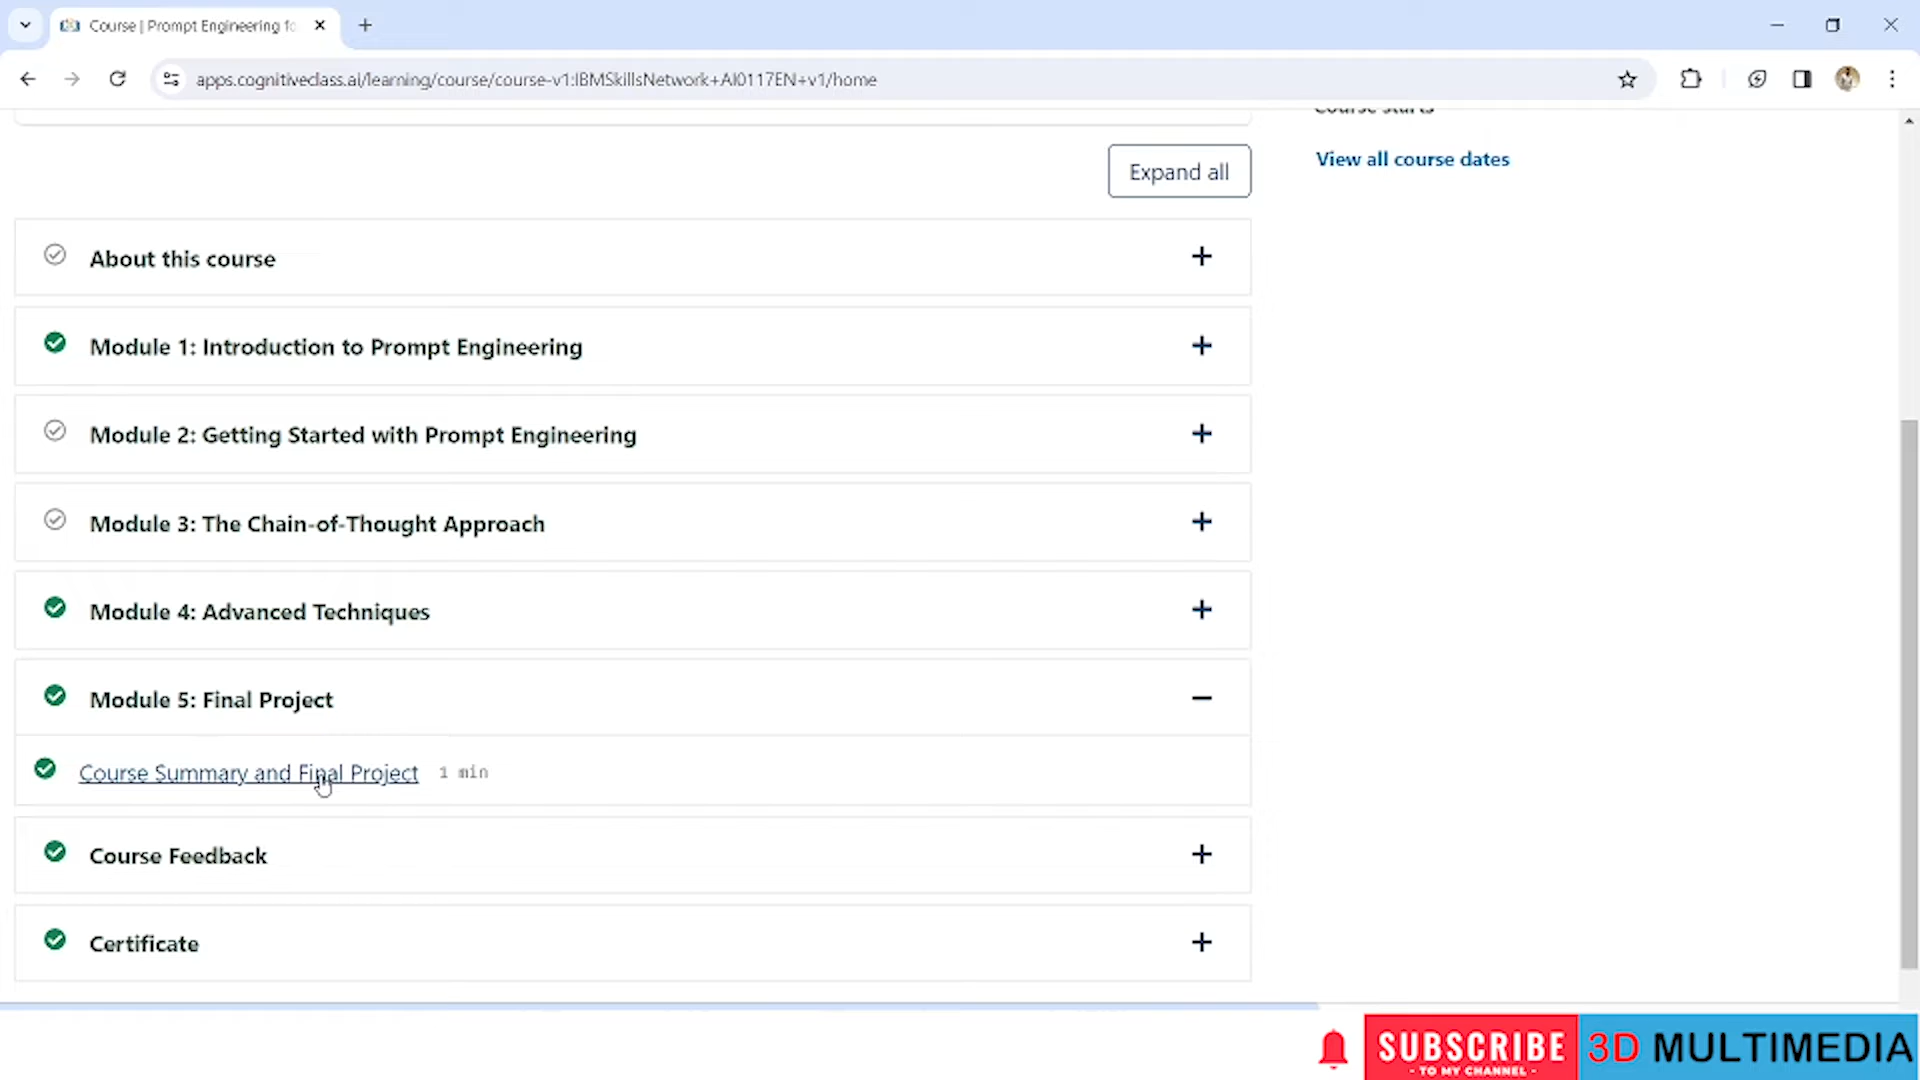 Course | Prompt Engineering fo
apps.cognitiveclass.ai/learning/course/course-v1:IBMSkillsNetwork+AI0117EN+v1/home
Course starts
View all course dates
Expand all
About this course
Module 1: Introduction to Prompt Engineering
Module 2: Getting Started with Prompt Engineering
Module 3: The Chain-of-Thought Approach
Module 4: Advanced Techniques
Module 5: Final Project
Course Summary and Final Project 1 min
Course Feedback
Certificate
SUBSCRIBE
- TO MY CHANNEL -
3D MULTIMEDIA